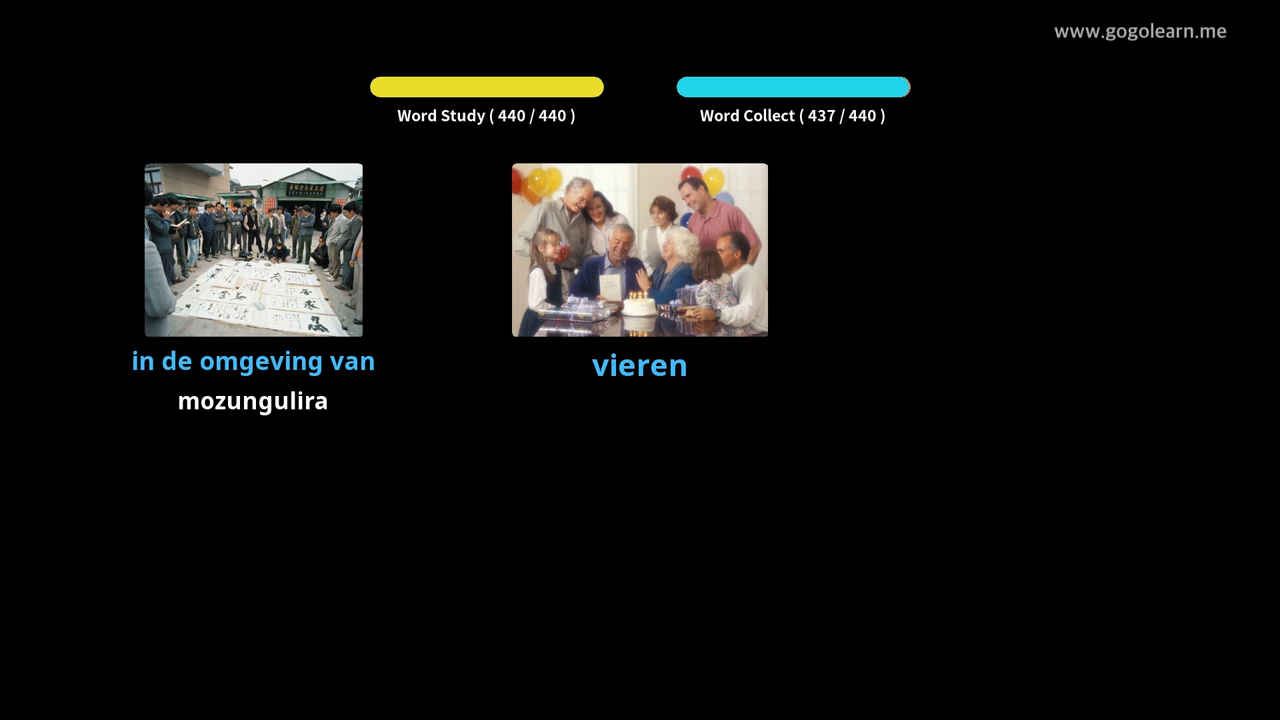 www.gogolearn.me
Word Study ( 440 / 440 )
Word Collect ( 437 / 440 )
in de omgeving van
mozungulira
vieren